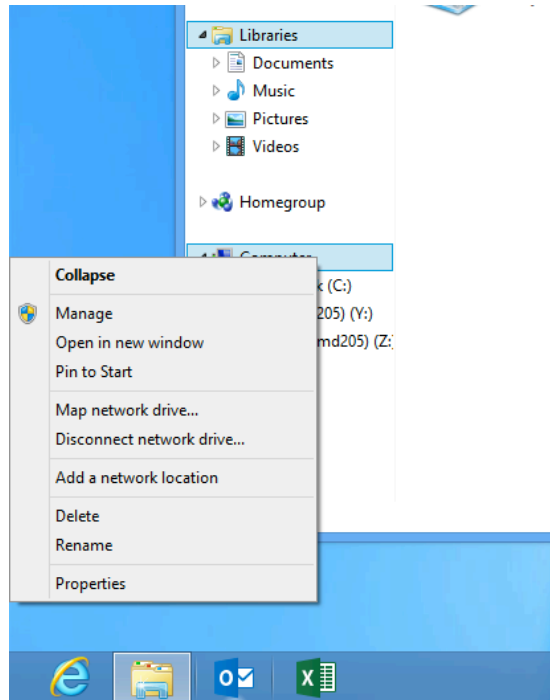 Libraries
Documents
Music
Pictures
Videos
Homegroup
Computer
(C:)
205) (Y:)
md205) (Z:
Collapse
Manage
Open in new window
Pin to Start
Map network drive...
Disconnect network drive...
Add a network location
Delete
Rename
Properties